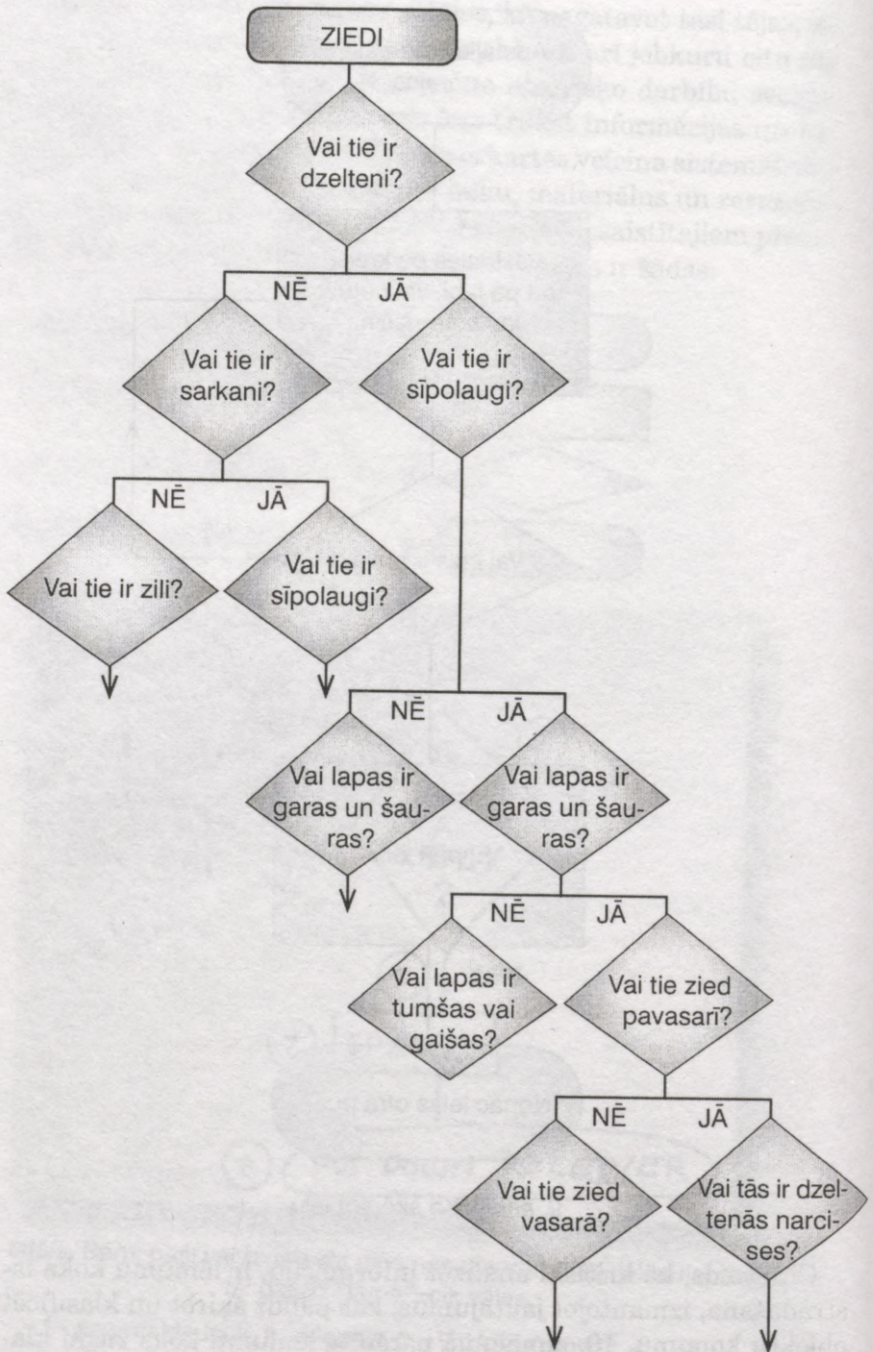 ZIEDI
Vai tie ir
dzelteni?
NĒ JĀ
Vai tie ir
sarkani?
Vai tie ir
sīpolaugi?
NĒ JĀ
Vai tie ir zili?
Vai tie ir
sīpolaugi?
NĒ JĀ
Vai lapas ir
garas un šau-
ras?
Vai lapas ir
garas un šau-
ras?
NĒ JĀ
Vai lapas ir
tumšas vai
gaišas?
Vai tie zied
pavasarī?
NĒ JĀ
Vai tie zied
vasarā?
Vai tās ir dzel-
tenās narci-
ses?